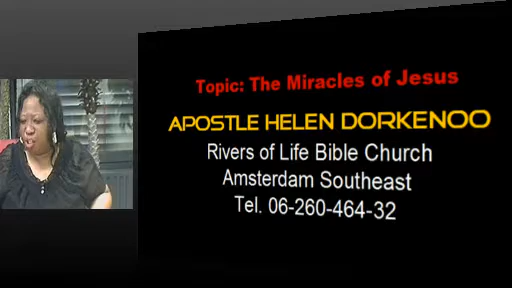 Topic: The Miracles of Jesus
APOSTLE HELEN DORKENOO
Rivers of Life Bible Church
Amsterdam Southeast
Tel. 06-260-464-32